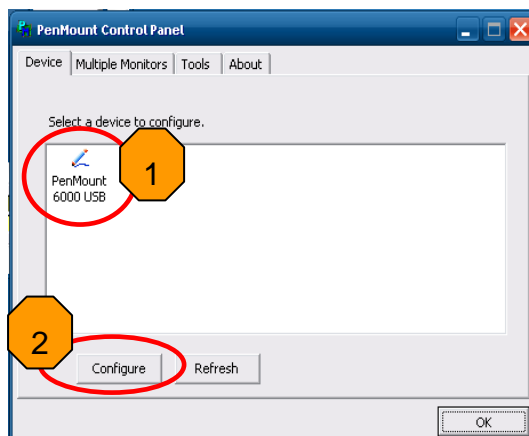 PenMount Control Panel
Device Multiple Monitors Tools About
Select a device to configure.
1
PenMount
6000 USB
2
Configure Refresh
OK